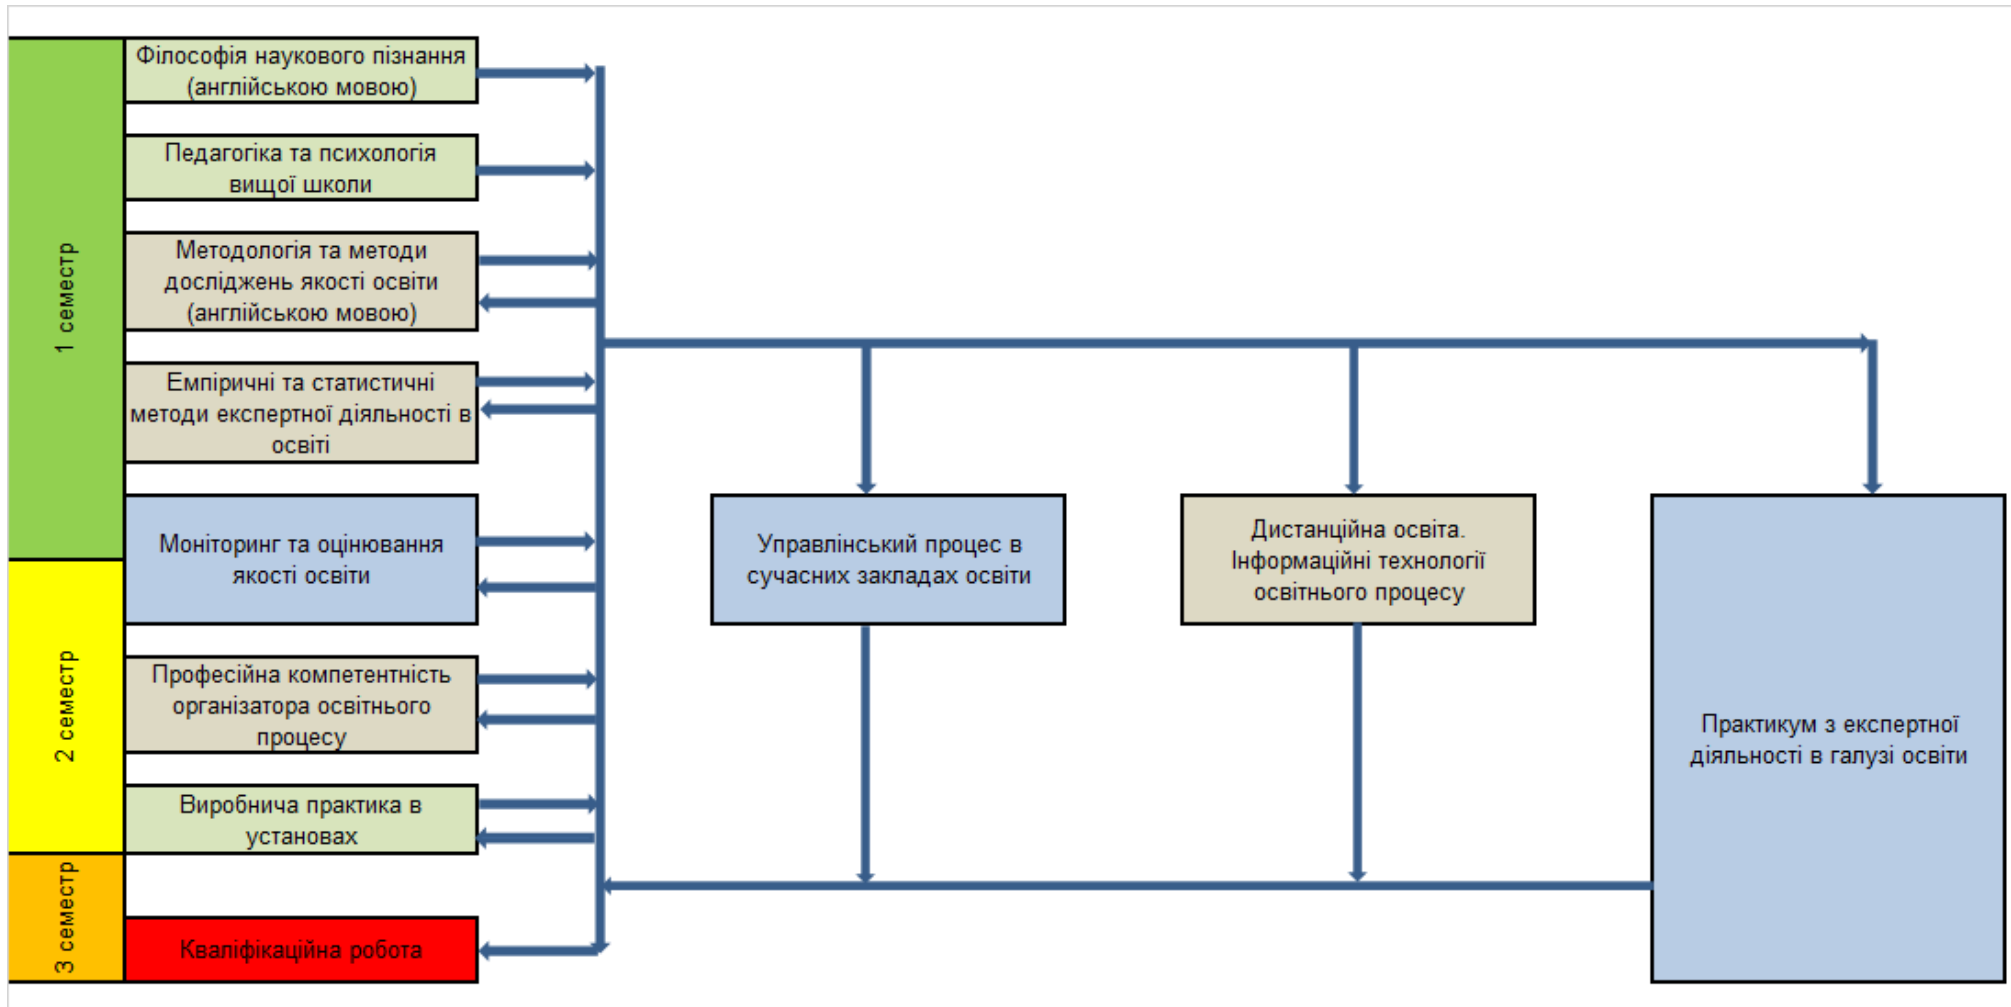 1 семестр
Філософія наукового пізнання
(англійською мовою)
Педагогіка та психологія
вищої школи
Методологія та методи
досліджень якості освіти
(англійською мовою)
Емпіричні та статистичні
методи експертної діяльності в
освіті
Моніторинг та оцінювання
якості освіти
Управлінський процес в
сучасних закладах освіти
Дистанційна освіта.
Інформаційні технології
освітнього процесу
Практикум з експертної
діяльності в галузі освіти
2 семестр
Професійна компетентність
організатора освітнього
процесу
Виробнича практика в
установах
3 семестр
Кваліфікаційна робота